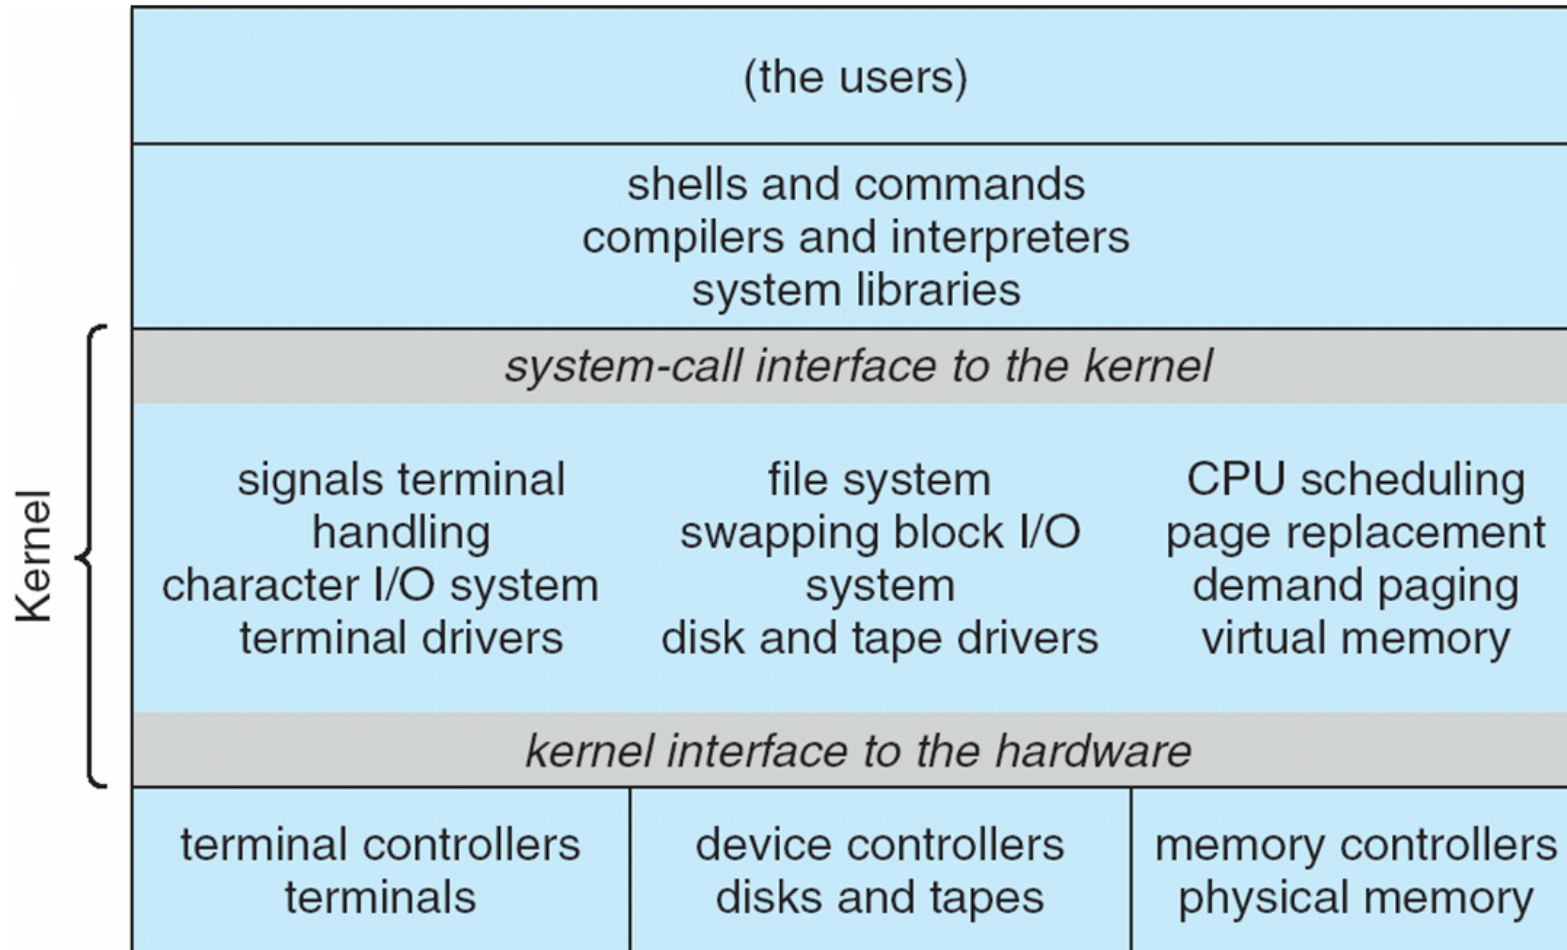 (the users)
shells and commands
compilers and interpreters
system libraries
Kernel
system-call interface to the kernel
signals terminal
handling
character I/O system
terminal drivers
file system
swapping block I/O
system
disk and tape drivers
CPU scheduling
page replacement
demand paging
virtual memory
kernel interface to the hardware
terminal controllers
terminals
device controllers
disks and tapes
memory controllers
physical memory